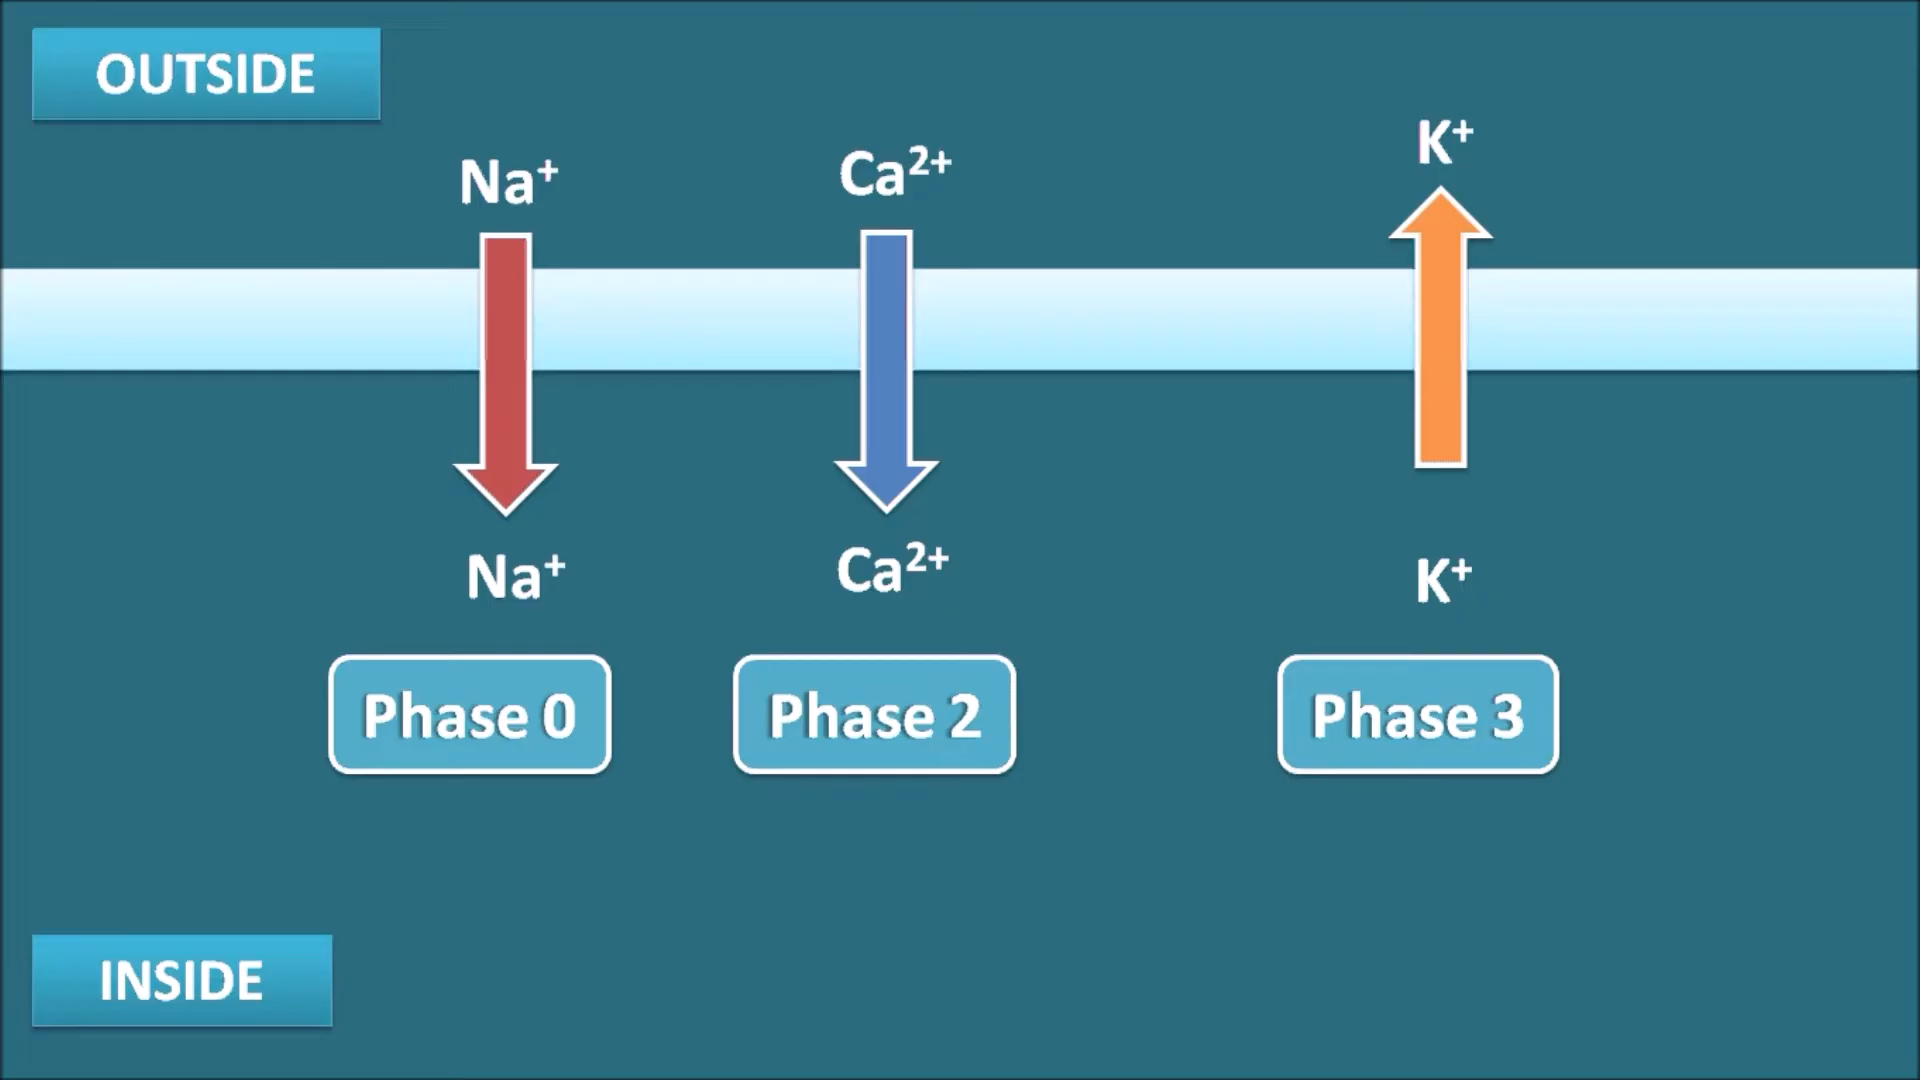 OUTSIDE
Na⁺
Ca²⁺
K⁺
Na⁺
Ca²⁺
K⁺
Phase 0
Phase 2
Phase 3
INSIDE